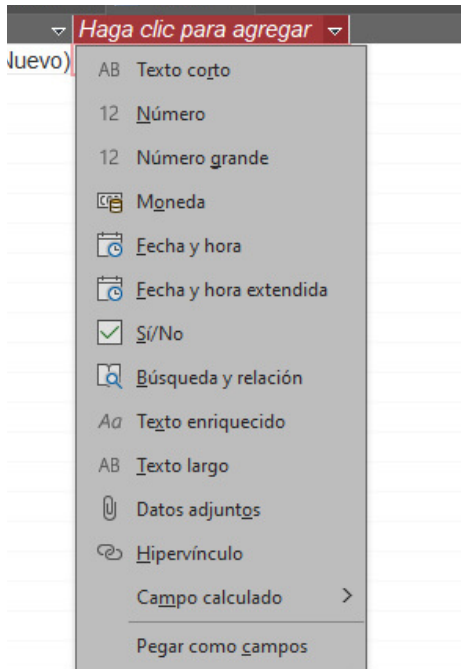 Haga clic para agregar
Nuevo)
AB Texto corto
12 Número
12 Número grande
Moneda
Fecha y hora
Fecha y hora extendida
Sí/No
Búsqueda y relación
Aa Texto enriquecido
AB Texto largo
Datos adjuntos
Hipervínculo
Campo calculado
Pegar como campos